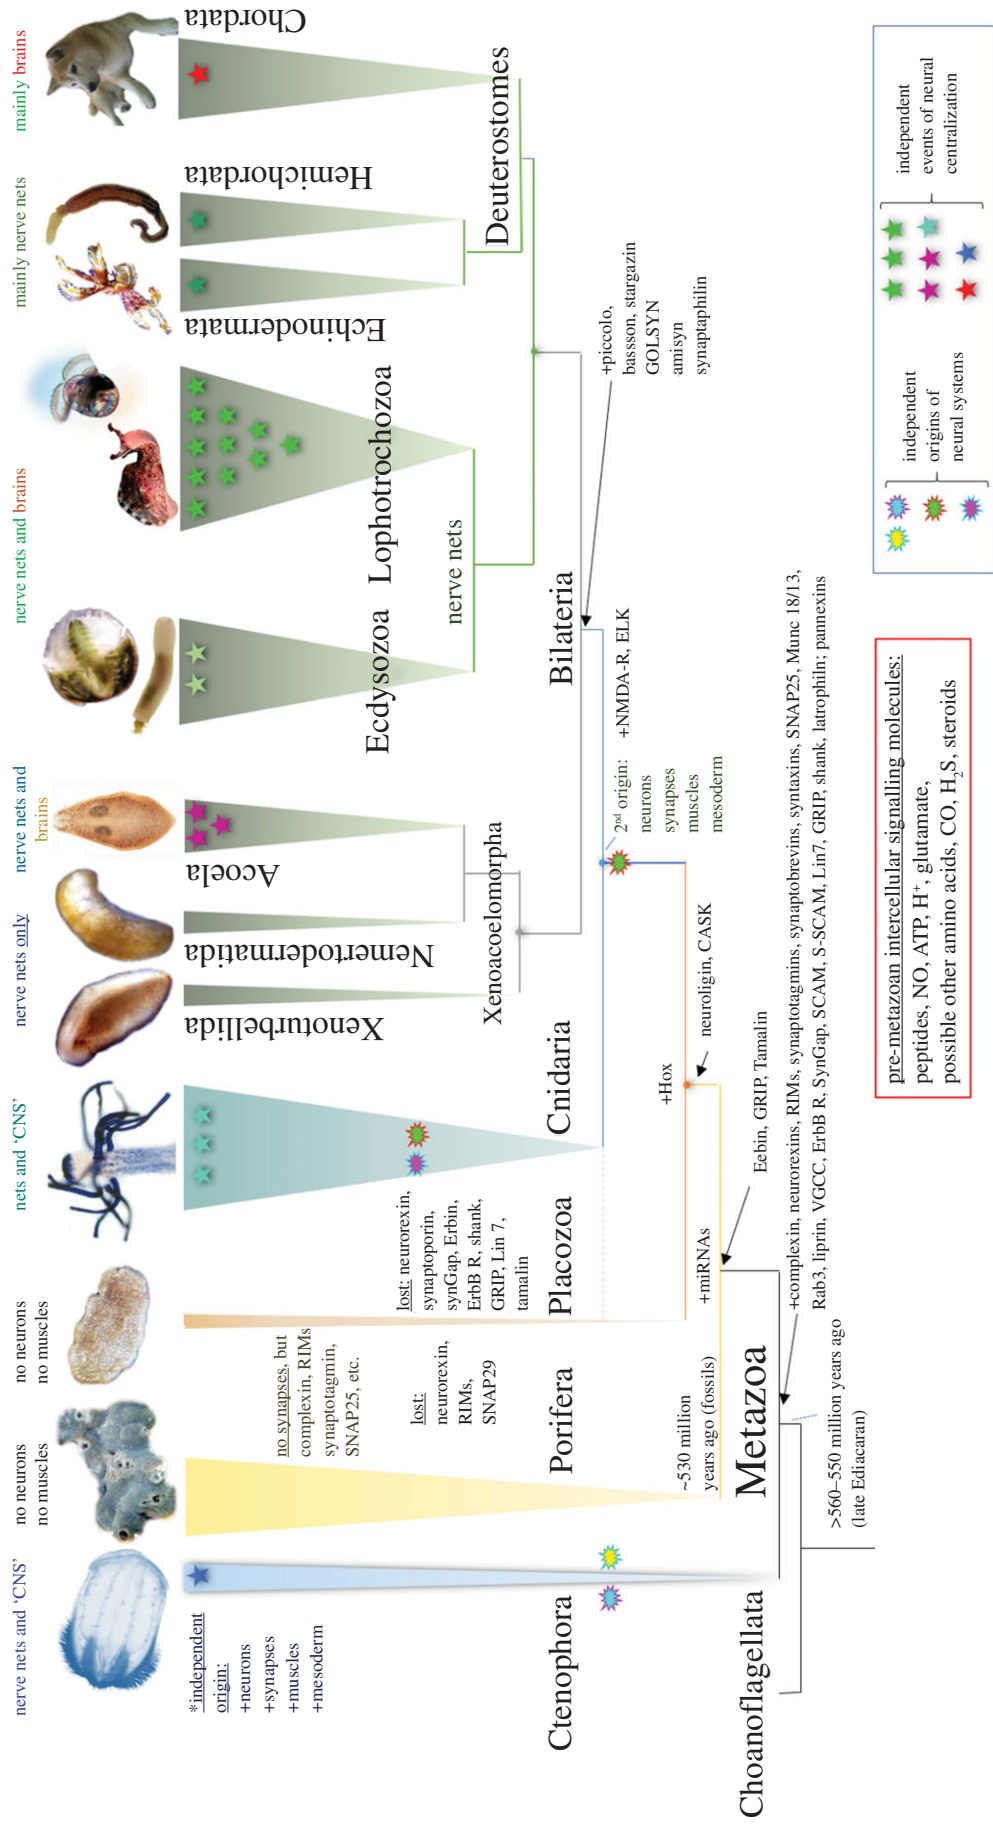 nerve nets and ‘CNS’
no neurons
no muscles
no neurons
no muscles
nets and ‘CNS’
nerve nets only
nerve nets and
brains
nerve nets and brains
mainly nerve nets
mainly brains
*independent
origin:
+neurons
+synapses
+muscles
+mesoderm
no synapses, but
complexin, RIMs
synaptotagmin,
SNAP25, etc.
lost:
neurorexin,
RIMs,
SNAP29
lost: neurorexin,
synaptoporin,
synGap, Erbin,
ErbB R, shank,
GRIP, Lin 7,
tamalin
Xenoturbellida
Nemertodermatida
Acoela
Xenoacoelomorpha
Ecdysozoa
Lophotrochozoa
nerve nets
Echinodermata
Hemichordata
Chordata
Deuterostomes
Ctenophora
Porifera
Placozoa
Cnidaria
Bilateria
+piccolo,
bassson, stargazin
GOLSYN
amisyn
synaptaphilin
2nd origin:
neurons
synapses
muscles
mesoderm
+NMDA-R, ELK
+Hox
neuroligin, CASK
~530 million
years ago (fossils)
+miRNAs
Eebin, GRIP, Tamalin
Choanoflagellata
Metazoa
+complexin, neurorexins, RIMs, synaptotagmins, synaptobrevins, syntaxins, SNAP25, Munc 18/13,
Rab3, liprin, VGCC, ErbB R, SynGap, SCAM, S-SCAM, Lin7, GRIP, shank, latrophiln; pannexins
>560–550 million years ago
(late Ediacaran)
pre-metazoan intercellular signalling molecules:
peptides, NO, ATP, H+, glutamate,
possible other amino acids, CO, H2S, steroids
independent
origins of
neural systems
independent
events of neural
centralization